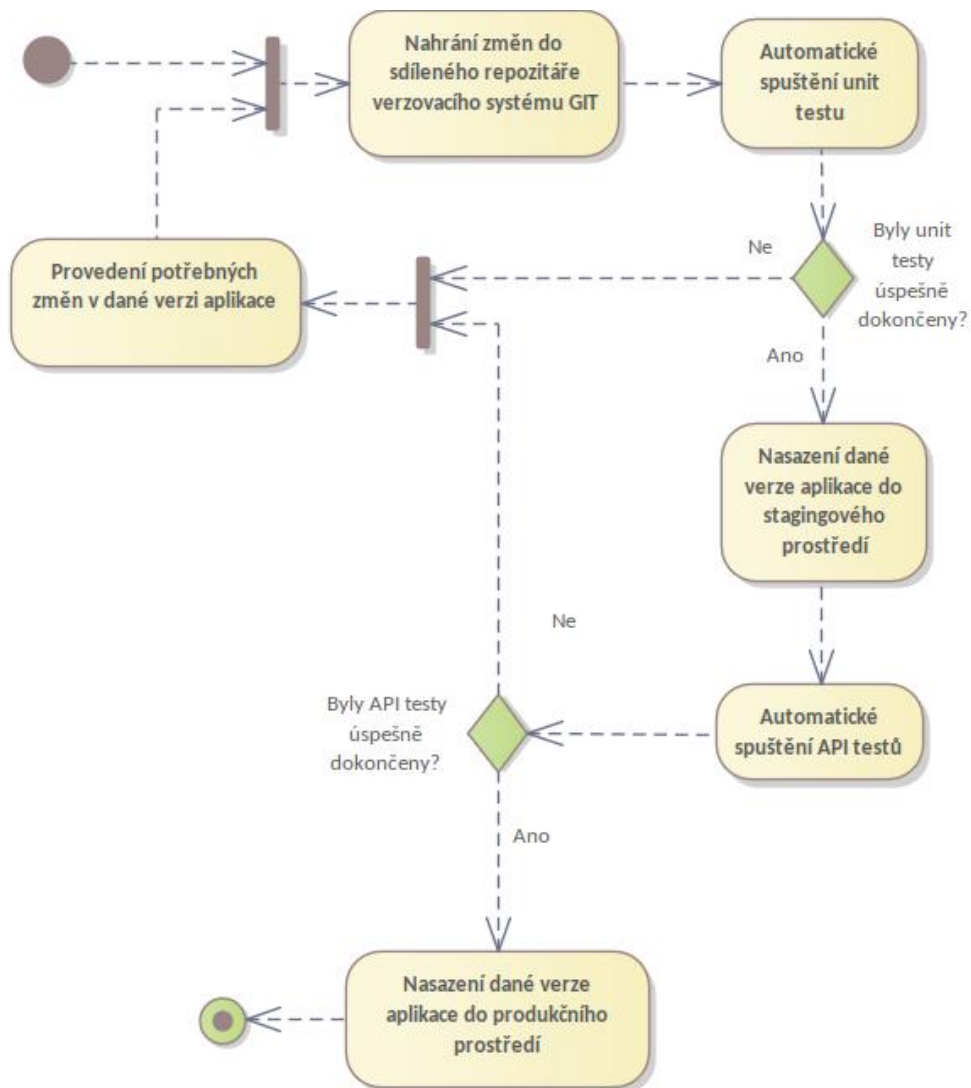 Nahrání změn do
sdíleného repozitáře
verzovacího systému GIT
Automatické
spuštění unit
testu
Byly unit
testy
úspešně
dokončeny?
Ne
Provedení potřebných
změn v dané verzi aplikace
Ano
Nasazení dané
verze aplikace do
stagingového
prostředí
Ne
Byly API testy
úspešně
dokončeny?
Automatické
spuštění API testů
Ano
Nasazení dané verze
aplikace do produkčního
prostředí